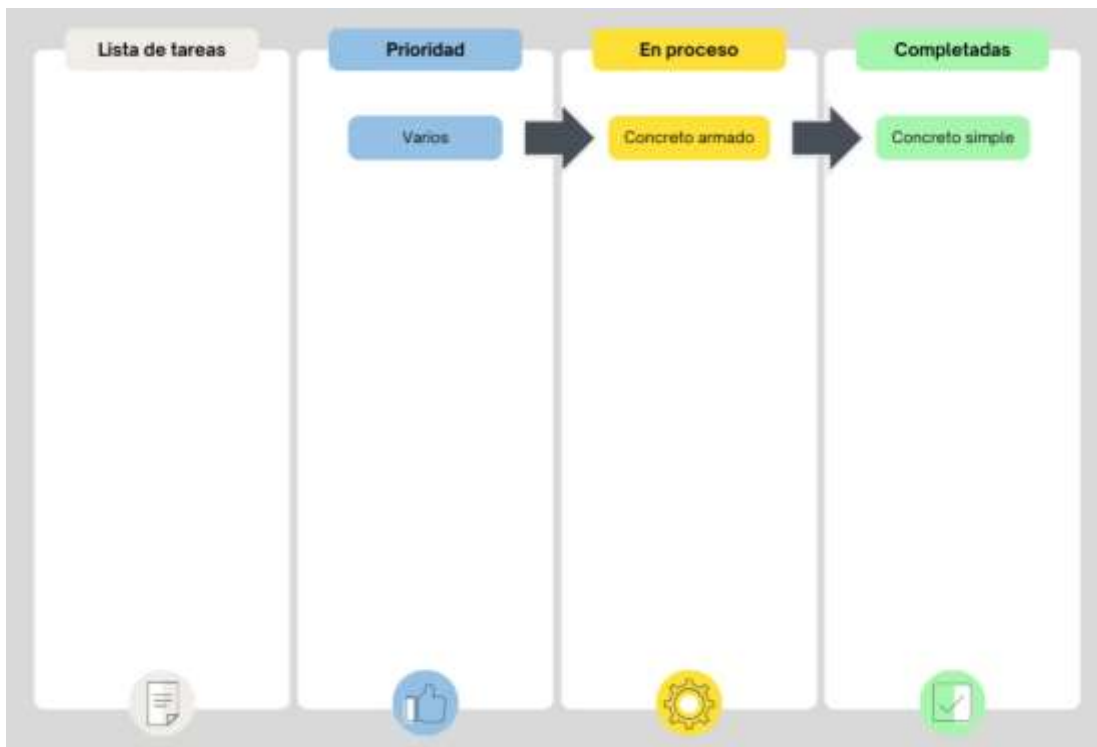 Lista de tareas
Prioridad
En proceso
Completadas
Varios
Concreto armado
Concreto simple